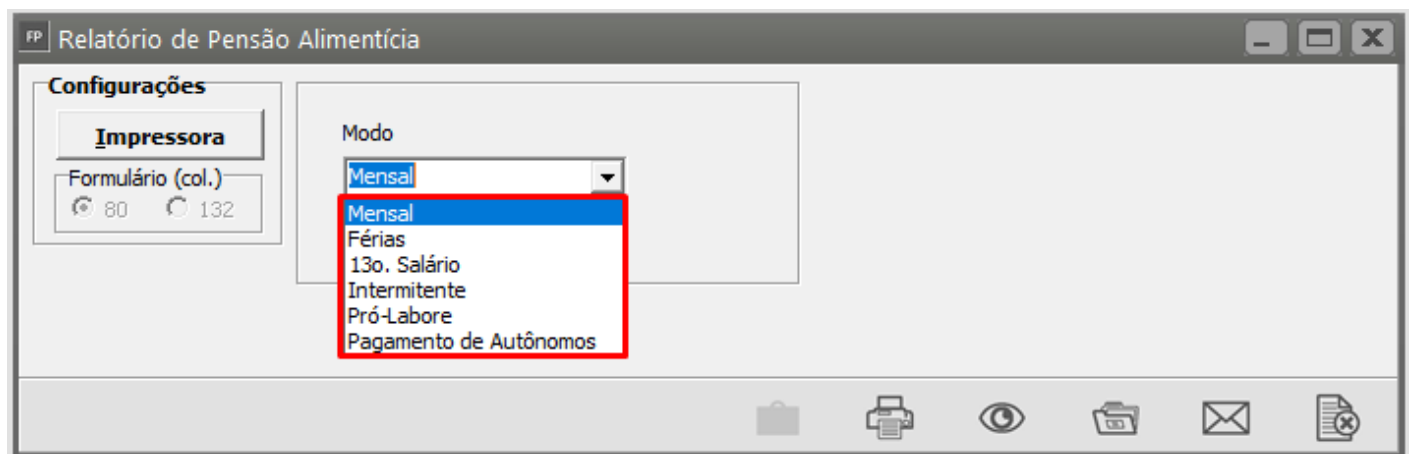 FP Relatório de Pensão Alimentícia
Configurações
Impressora
Formulário (col.)
80 132
Modo
Mensal
Mensal
Férias
13o. Salário
Intermitente
Pró-Labore
Pagamento de Autônomos